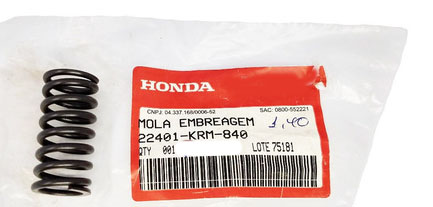 HONDA
CNPJ. 04.337.168/0006-52 SAC. 0800-552221
MOLA EMBREAGEM 1,40
22401-KRM-840
QTY 001 LOTE 75181